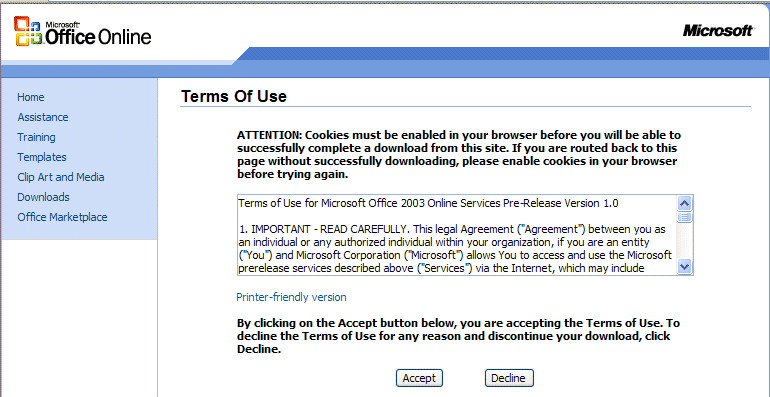 Microsoft
Office Online
Microsoft
Home
Assistance
Training
Templates
Clip Art and Media
Downloads
Office Marketplace
Terms Of Use
ATTENTION: Cookies must be enabled in your browser before you will be able to
successfully complete a download from this site. If you are routed back to this
page without successfully downloading, please enable cookies in your browser
before trying again.
Terms of Use for Microsoft Office 2003 Online Services Pre-Release Version 1.0
1. IMPORTANT - READ CAREFULLY. This legal Agreement ("Agreement") between you as
an individual or any authorized individual within your organization, if you are an entity
("You") and Microsoft Corporation ("Microsoft") allows You to access and use the Microsoft
prerelease services described above ("Services") via the Internet, which may include
Printer-friendly version
By clicking on the Accept button below, you are accepting the Terms of Use. To
decline the Terms of Use for any reason and discontinue your download, click
Decline.
Accept
Decline